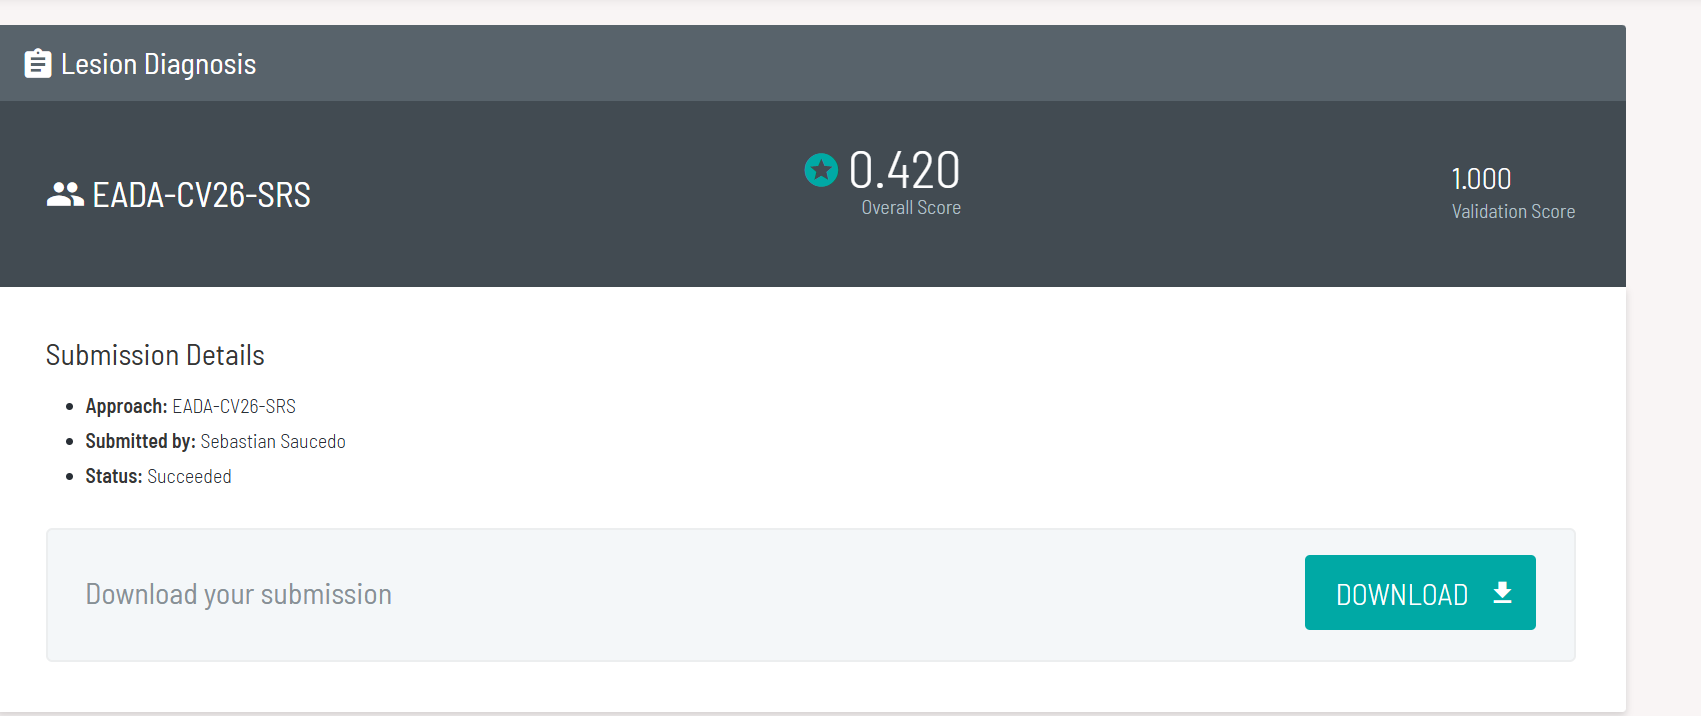 Lesion Diagnosis
EADA-CV26-SRS
0.420
Overall Score
1.000
Validation Score
Submission Details
Approach: EADA-CV26-SRS
Submitted by: Sebastian Saucedo
Status: Succeeded
Download your submission
DOWNLOAD